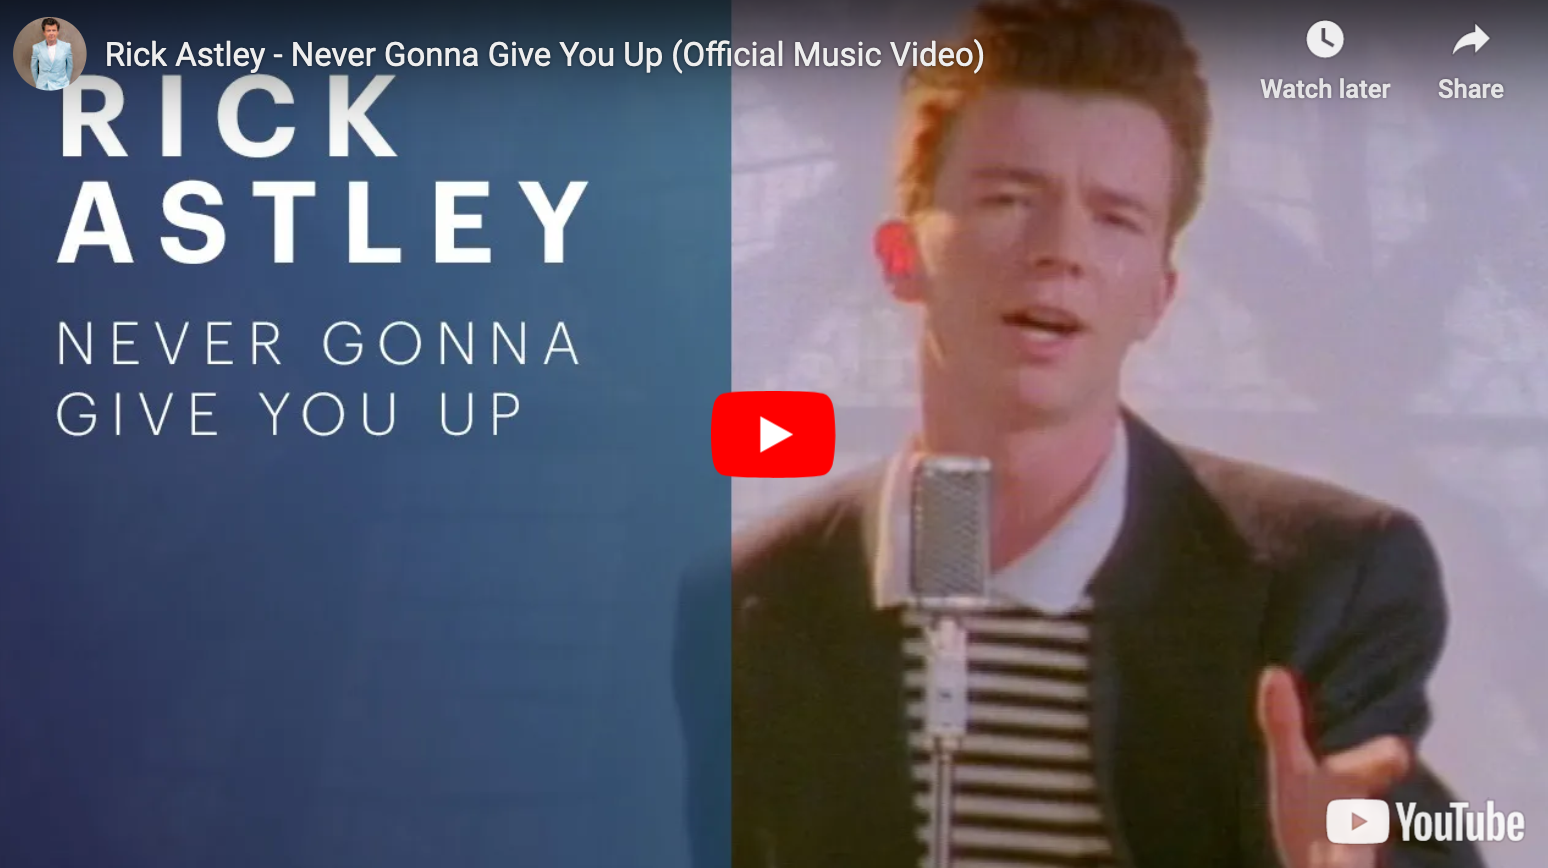 Rick Astley - Never Gonna Give You Up (Official Music Video)
Watch later
Share
RICK
ASTLEY
NEVER GONNA
GIVE YOU UP
YouTube